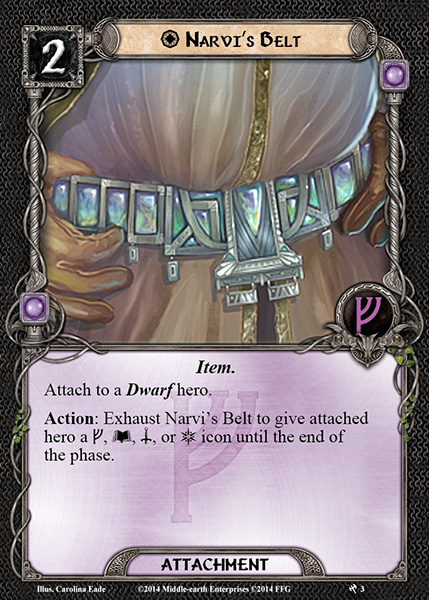 2
Narvi's Belt
Item.
Attach to a Dwarf hero.
Action: Exhaust Narvi's Belt to give attached
hero a , , , or icon until the end of
the phase.
ATTACHMENT
Illus. Carolina Eade ©2014 Middle-earth Enterprises ©2014 FFG 3